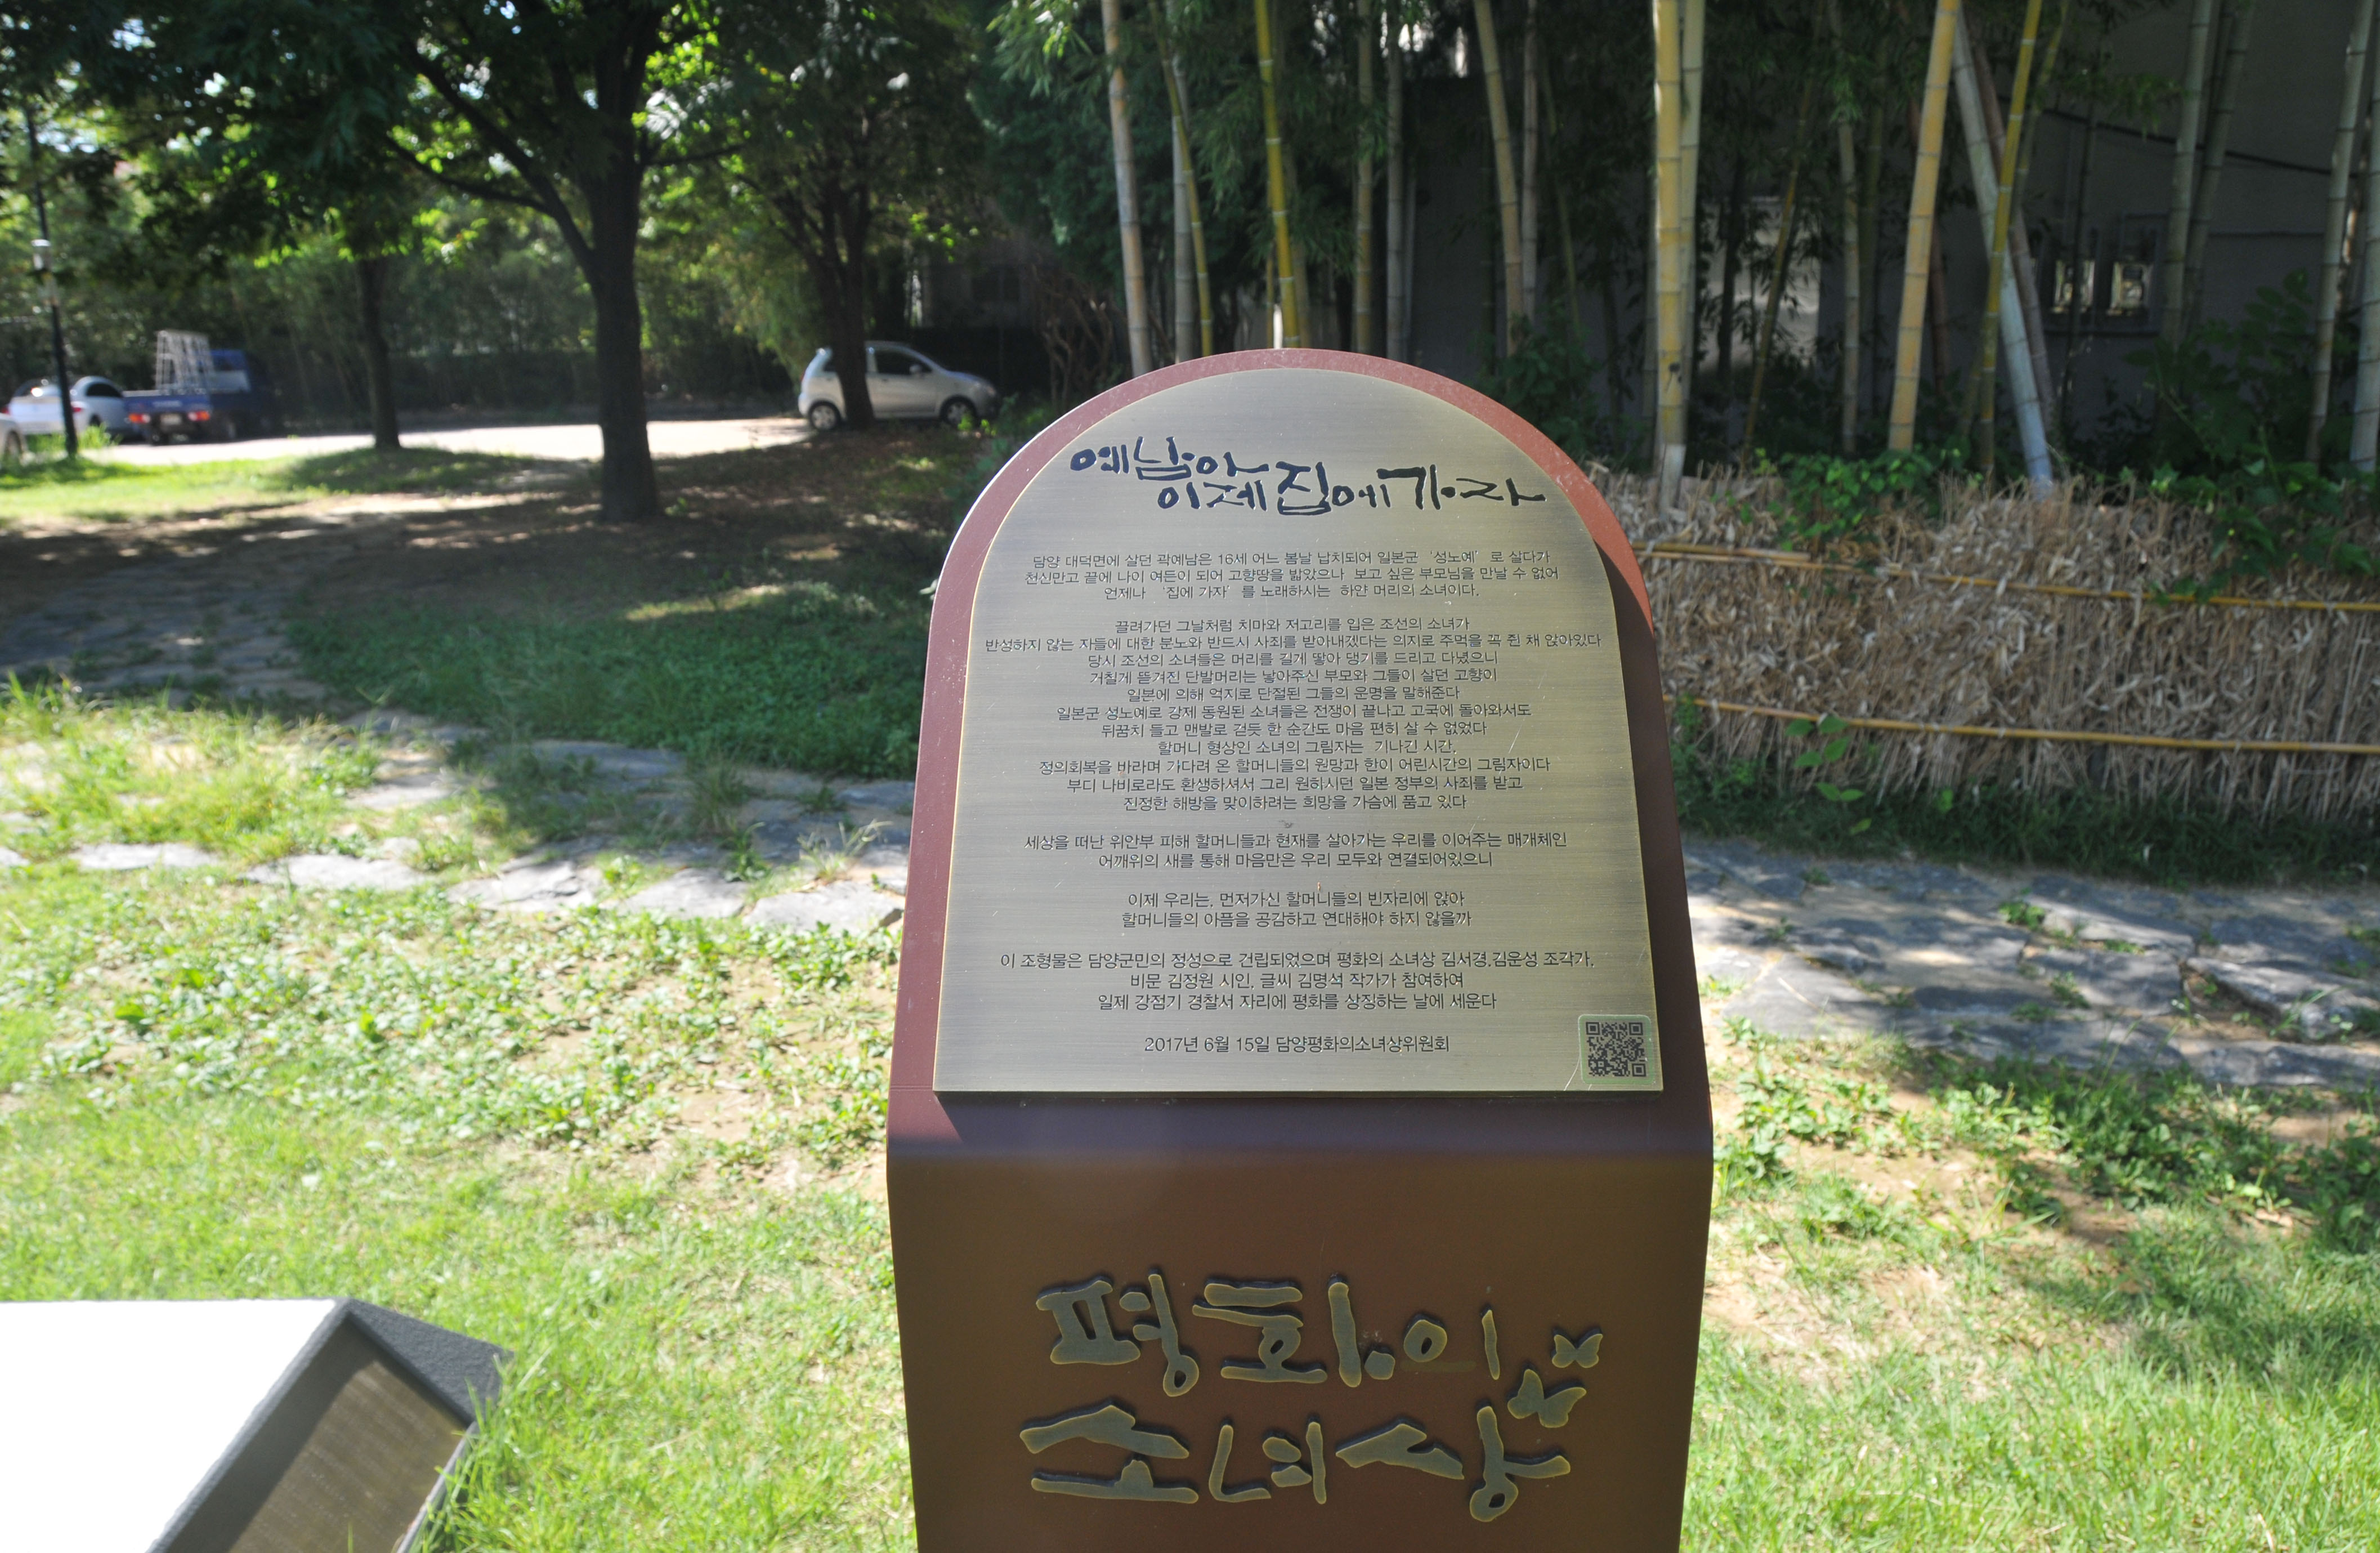 예남아
이제 집에 가자
담양 대덕면에 살던 곽예남은 16세 어느 봄날 납치되어 일본군 '성노예' 로 살다가
천신만고 끝에 나이 여든이 되어 고향땅을 밟았으나 보고 싶은 부모님을 만날 수 없어
언제나 '집에 가자' 를 노래하시는 하얀 머리의 소녀이다.
끌려가던 그날처럼 치마와 저고리를 입은 조선의 소녀가
반성하지 않는 자들에 대한 분노와 반드시 사죄를 받아내겠다는 의지로 주먹을 꼭 쥔 채 앉아있다
당시 조선의 소녀들은 머리를 길게 땋아 댕기를 드리고 다녔으니
거칠게 뜯겨진 단발머리는 낳아주신 부모와 그들이 살던 고향이
일본에 의해 억지로 단절된 그들의 운명을 말해준다
일본군 성노예로 강제 동원된 소녀들은 전쟁이 끝나고 고국에 돌아와서도
뒤꿈치 들고 맨발로 걷듯 한 순간도 마음 편히 살 수 없었다
할머니 형상인 소녀의 그림자는 기나긴 시간,
정의회복을 바라며 기다려 온 할머니들의 원망과 한이 어린시간의 그림자이다
부디 나비로라도 환생하셔서 그리 원하시던 일본 정부의 사죄를 받고
진정한 해방을 맞이하려는 희망을 가슴에 품고 있다
세상을 떠난 위안부 피해 할머니들과 현재를 살아가는 우리를 이어주는 매개체인
어깨위의 새를 통해 마음만은 우리 모두와 연결되어있으니
이제 우리는, 먼저가신 할머니들의 빈자리에 앉아
할머니들의 아픔을 공감하고 연대해야 하지 않을까
이 조형물은 담양군민의 정성으로 건립되었으며 평화의 소녀상 김서경,김운성 조각가,
비문 김정원 시인, 글씨 김명석 작가가 참여하여
일제 강점기 경찰서 자리에 평화를 상징하는 날에 세운다
2017년 6월 15일 담양평화의소녀상위원회
평화의
소녀상